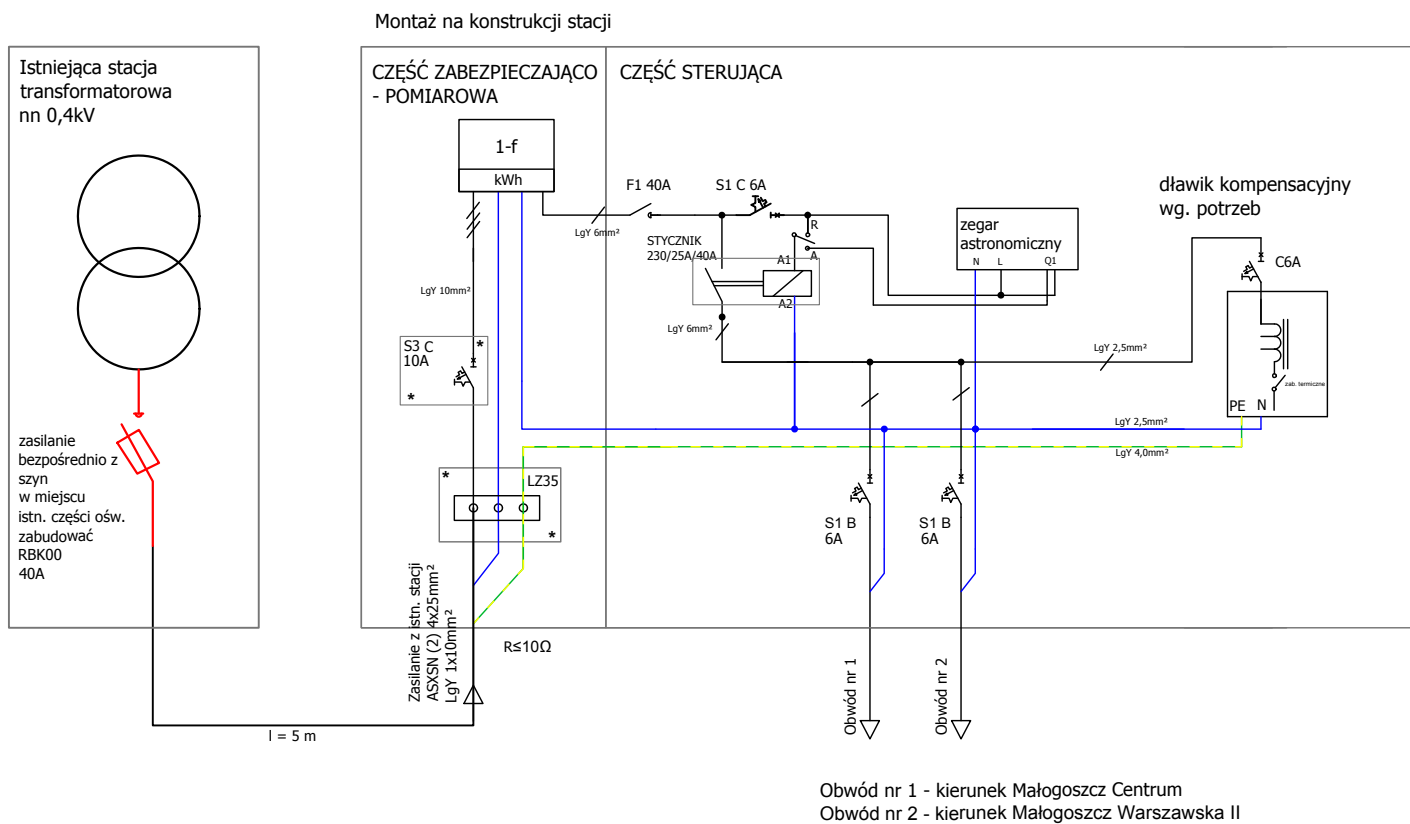 Montaż na konstrukcji stacji
Istniejąca stacja
transformatorowa
nn 0,4kV
zasilanie
bezpośrednio z
szyn
w miejscu
istn. części ośw.
zabudować
RBK00
40A
l = 5 m
CZĘŚĆ ZABEZPIECZAJĄCO
- POMIAROWA
1-f
kWh
LgY 10mm²
S3 C
10A
*
*
*
LZ35
*
Zasilanie z istn. stacji
ASXSN (2) 4x25mm²
LgY 1x10mm²
R≤10Ω
CZĘŚĆ STERUJĄCA
LgY 6mm²
F1 40A
S1 C 6A
STYCZNIK
230/25A/40A
R
A
A1
A2
LgY 6mm²
zegar
astronomiczny
N L Q1
dławik kompensacyjny
wg. potrzeb
C6A
zab. termiczne
PE N
LgY 2,5mm²
LgY 2,5mm²
LgY 4,0mm²
S1 B
6A
S1 B
6A
Obwód nr 1
Obwód nr 2
Obwód nr 1 - kierunek Małogoszcz Centrum
Obwód nr 2 - kierunek Małogoszcz Warszawska II